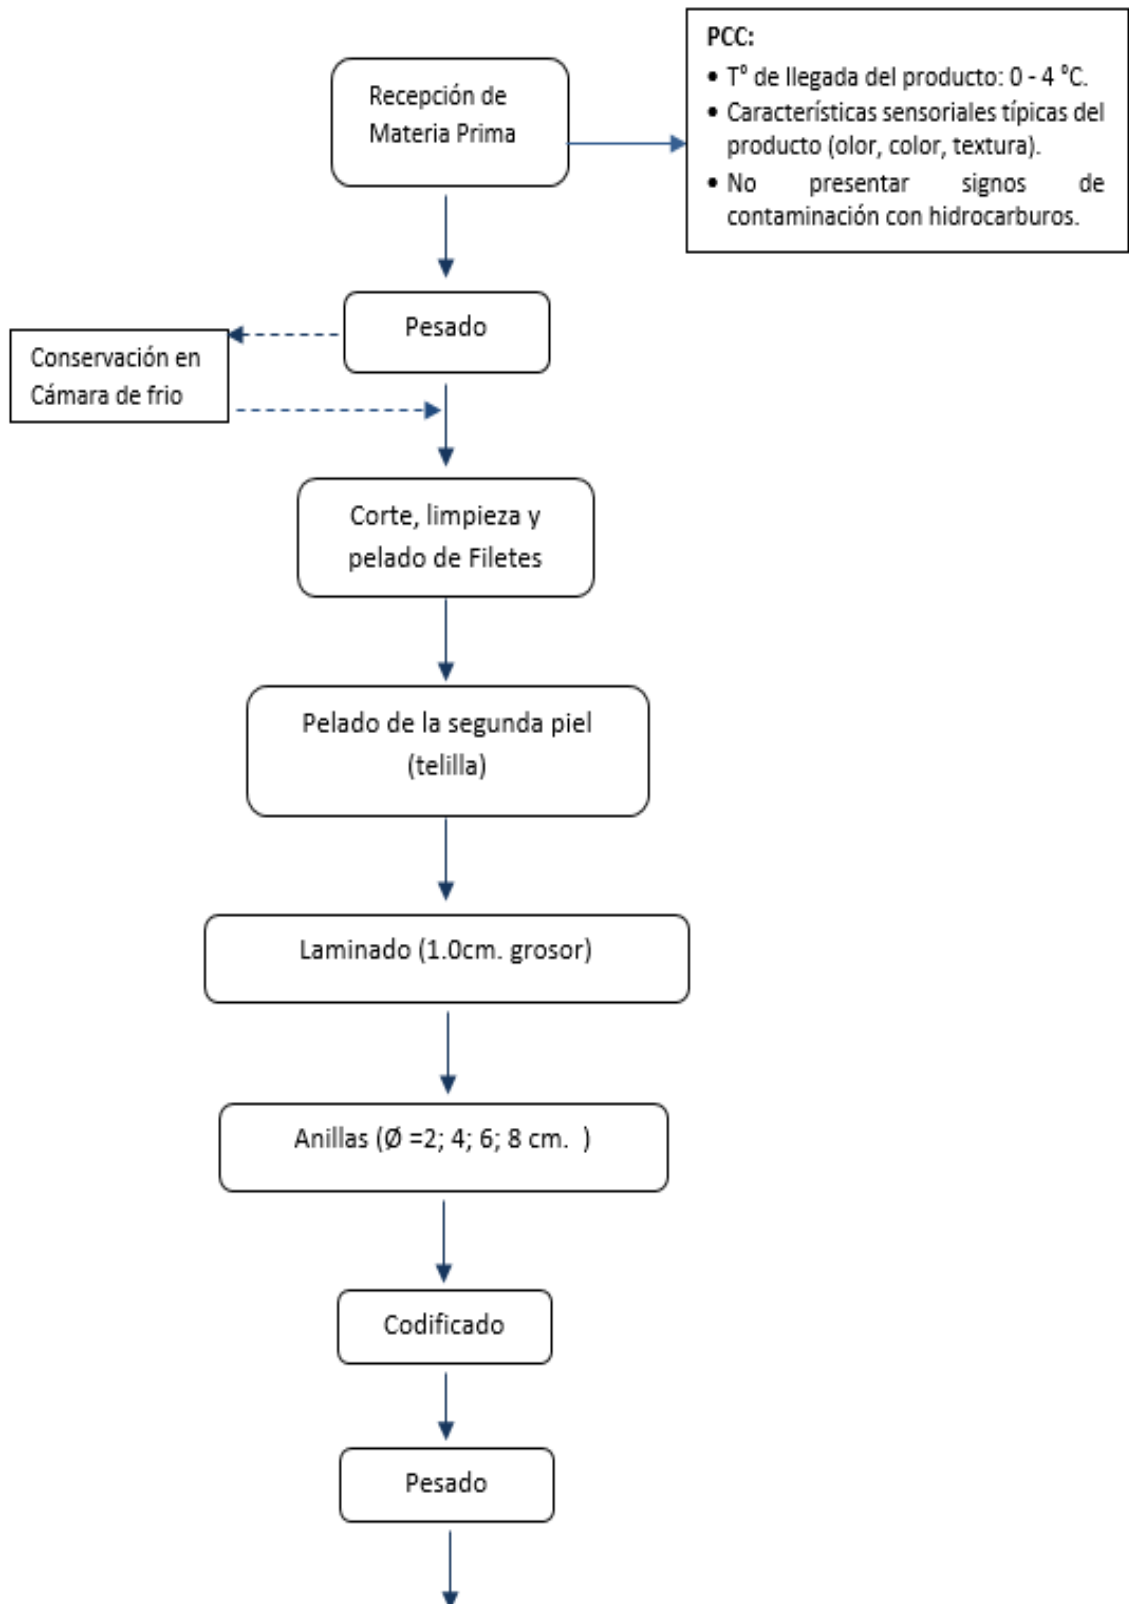 PCC:
• T° de llegada del producto: 0 - 4 °C.
• Características sensoriales típicas del
producto (olor, color, textura).
• No presentar signos de
contaminación con hidrocarburos.
Recepción de
Materia Prima
Pesado
Conservación en
Cámara de frio
Corte, limpieza y
pelado de Filetes
Pelado de la segunda piel
(telilla)
Laminado (1.0cm. grosor)
Anillas (Ø =2; 4; 6; 8 cm. )
Codificado
Pesado